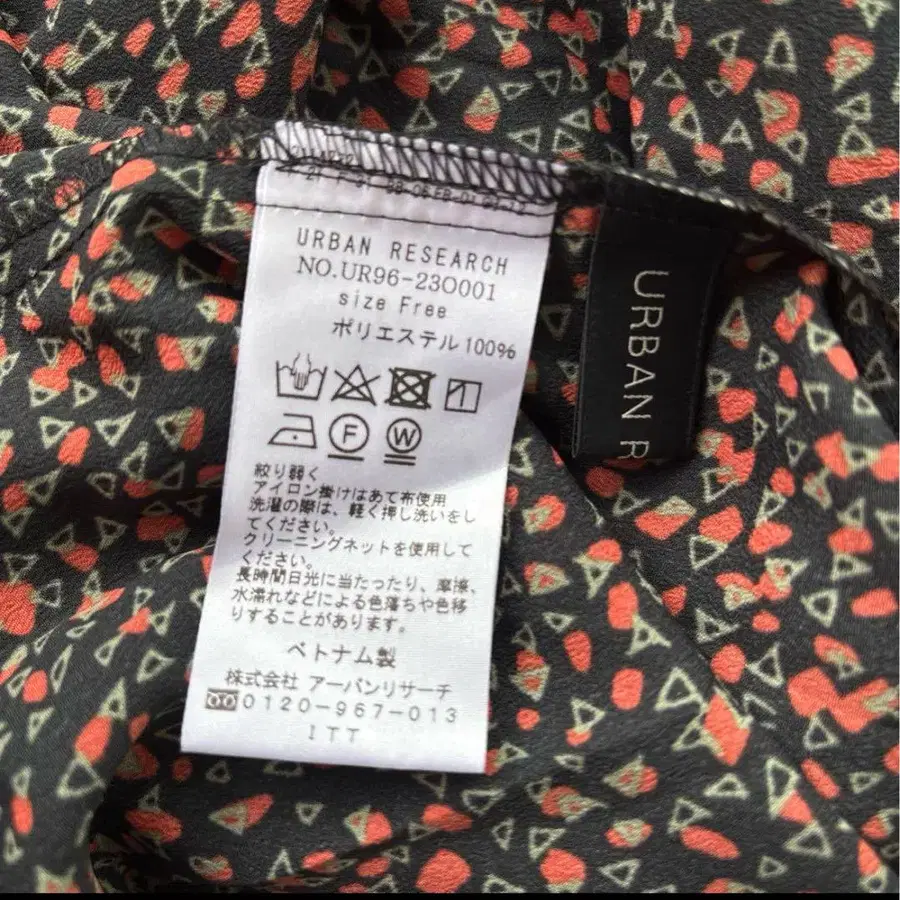 URBAN RESEARCH
NO.UR96-230001
size Free
ポリエステル100%
F W
絞り弱く
アイロン掛けはあて布使用
洗濯の際は、軽く押し洗いをし
てください。
クリーニングネットを使用して
ください。
長時間日光に当たったり、摩擦、
水濡れなどによる色落ちや色移
りすることがあります。
ベトナム製
株式会社 アーバンリサーチ
0120-967-013
ITT
URBAN R